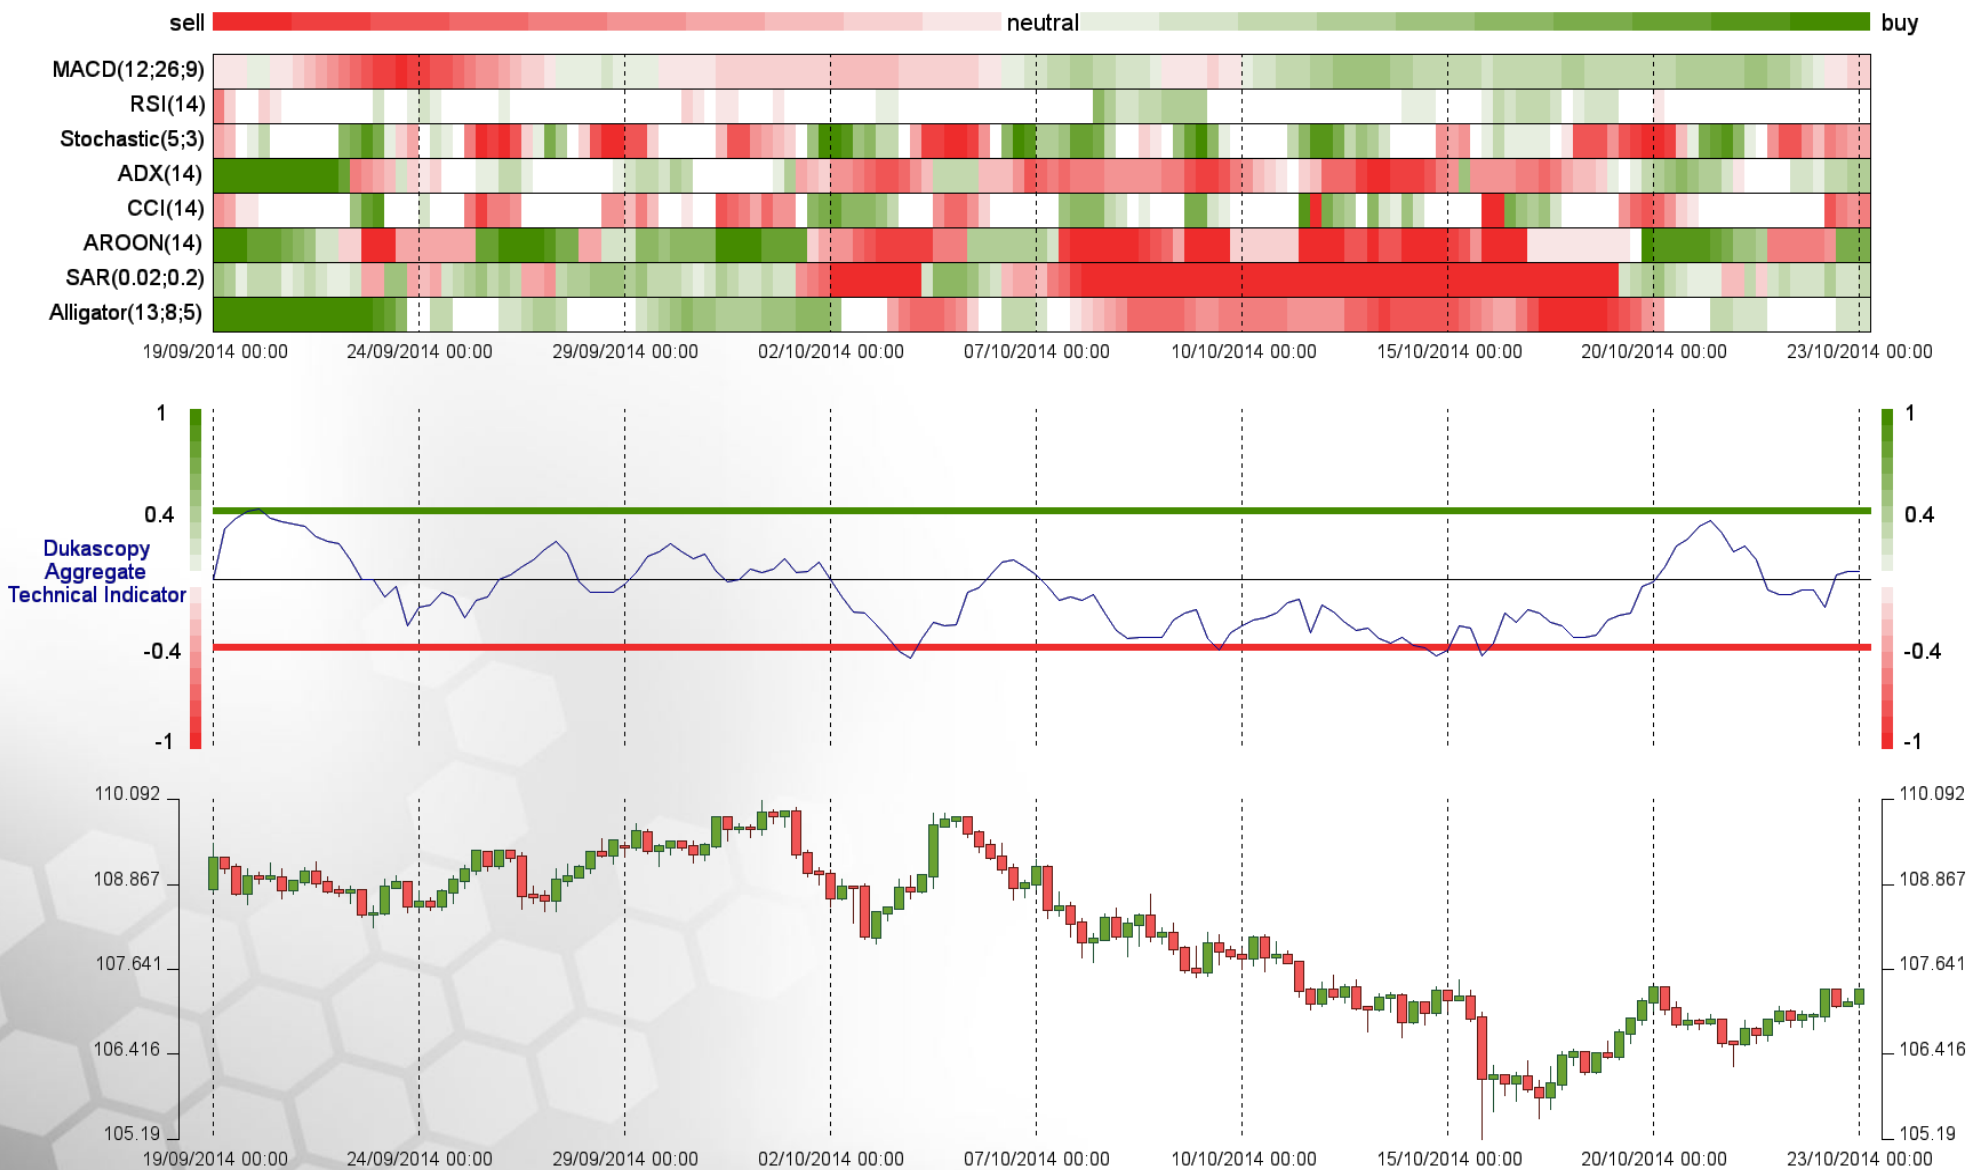 sell neutral buy
MACD(12;26;9)
RSI(14)
Stochastic(5;3)
ADX(14)
CCI(14)
AROON(14)
SAR(0.02;0.2)
Alligator(13;8;5)
19/09/2014 00:00 24/09/2014 00:00 29/09/2014 00:00 02/10/2014 00:00 07/10/2014 00:00 10/10/2014 00:00 15/10/2014 00:00 20/10/2014 00:00 23/10/2014 00:00
1 1
0.4 0.4
Dukascopy
Aggregate
Technical Indicator
-0.4 -0.4
-1 -1
110.092 110.092
108.867 108.867
107.641 107.641
106.416 106.416
105.19 105.19
19/09/2014 00:00 24/09/2014 00:00 29/09/2014 00:00 02/10/2014 00:00 07/10/2014 00:00 10/10/2014 00:00 15/10/2014 00:00 20/10/2014 00:00 23/10/2014 00:00